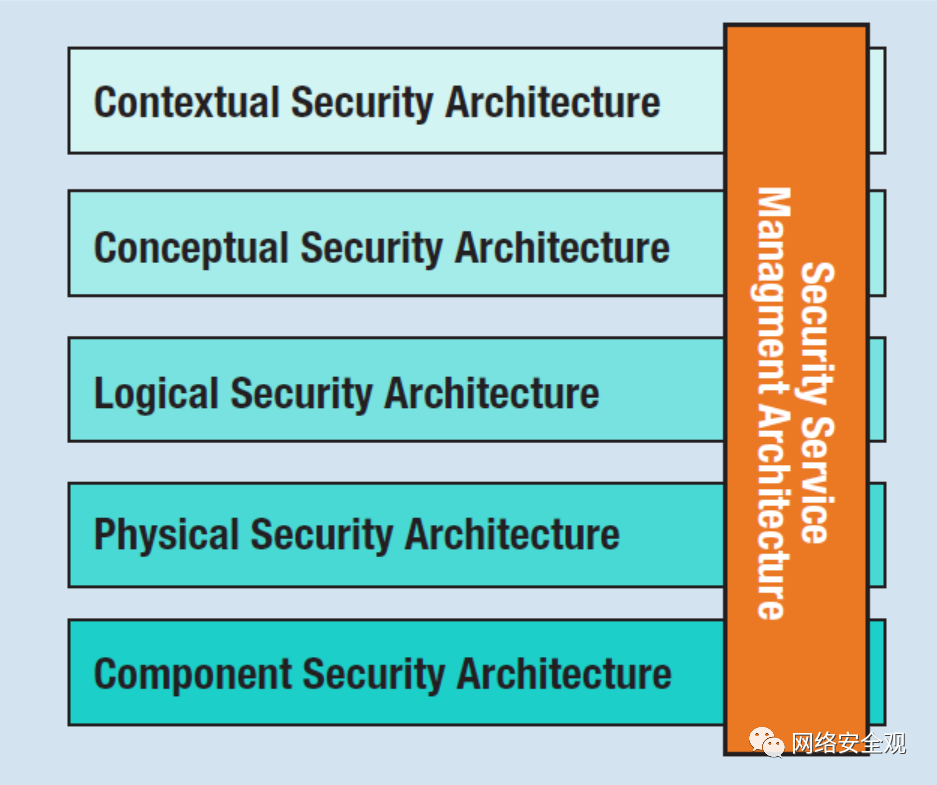 Contextual Security Architecture
Conceptual Security Architecture
Logical Security Architecture
Physical Security Architecture
Component Security Architecture
Security Service
Managment Architecture
网络安全观